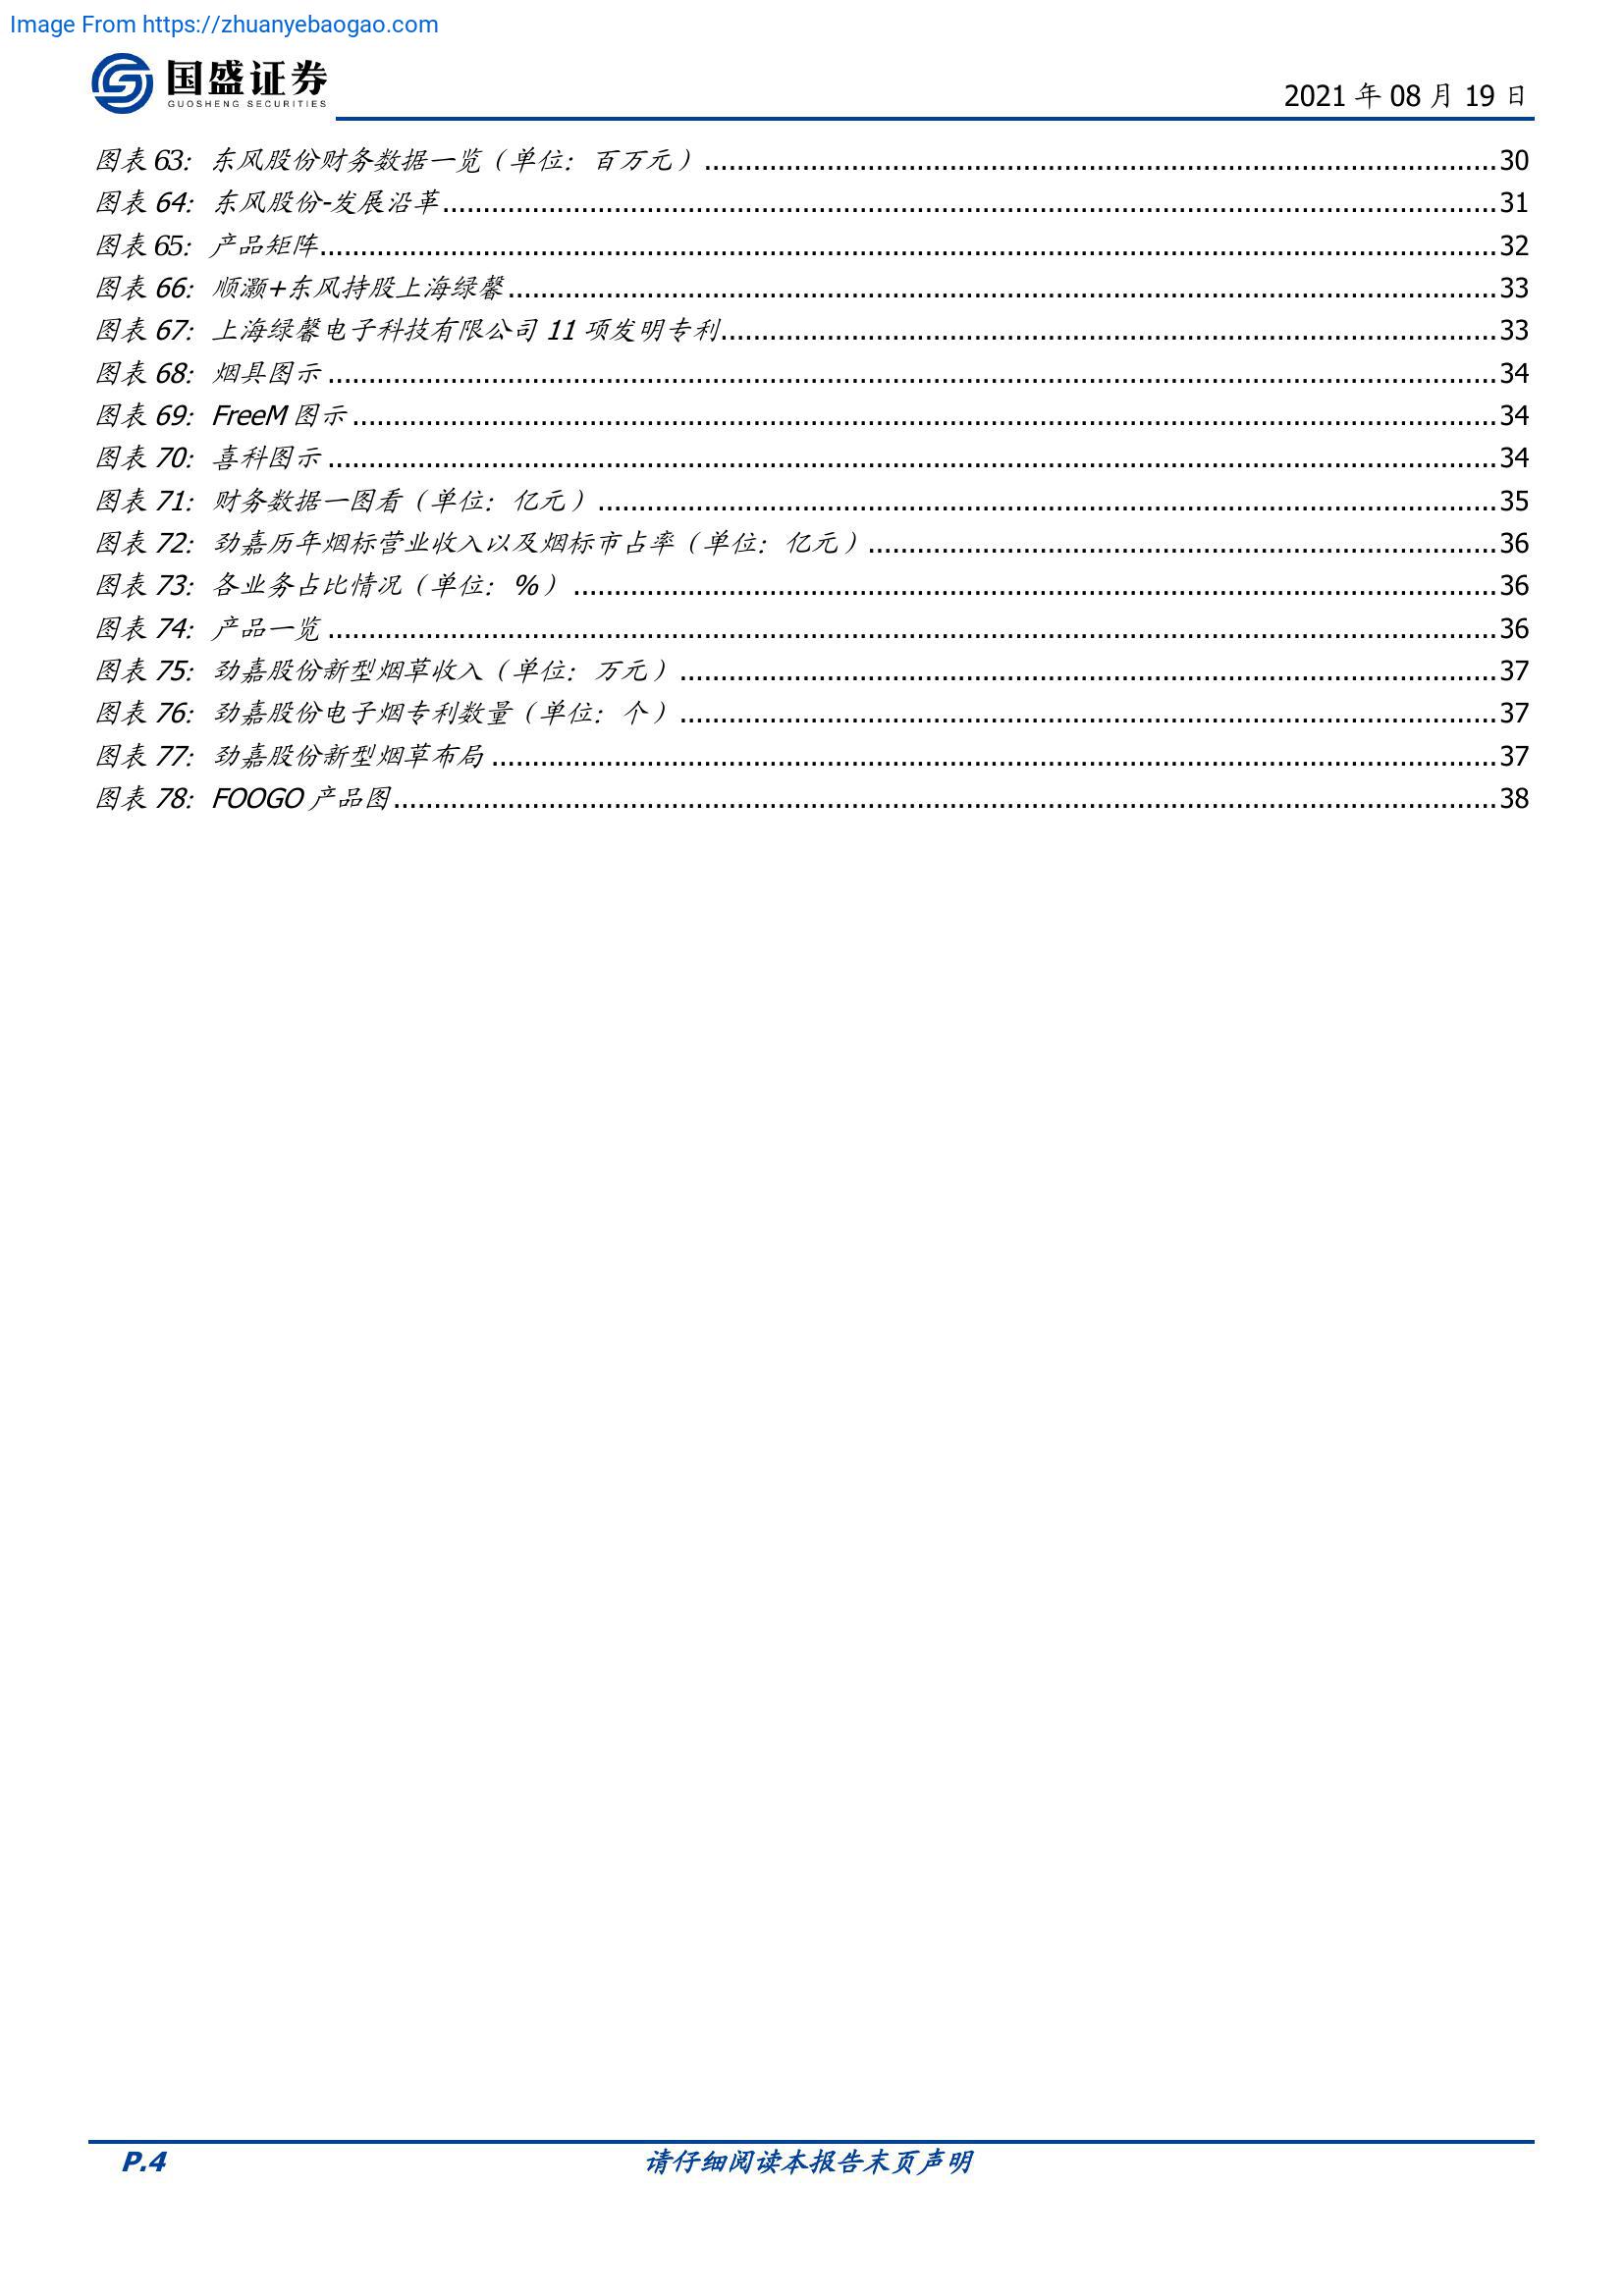 Image From https://zhuanyebaogao.com
国盛证券
GUOSHENG SECURITIES
2021 年 08 月 19 日
图表 63：东风股份财务数据一览（单位：百万元）....................30
图表 64：东风股份-发展沿革....................31
图表 65：产品矩阵....................32
图表 66：顺灏+东风持股上海绿馨....................33
图表 67：上海绿馨电子科技有限公司 11 项发明专利....................33
图表 68：烟具图示....................34
图表 69：FreeM 图示....................34
图表 70：喜科图示....................34
图表 71：财务数据一图看（单位：亿元）....................35
图表 72：劲嘉历年烟标营业收入以及烟标市占率（单位：亿元）....................36
图表 73：各业务占比情况（单位：%）....................36
图表 74：产品一览....................36
图表 75：劲嘉股份新型烟草收入（单位：万元）....................37
图表 76：劲嘉股份电子烟专利数量（单位：个）....................37
图表 77：劲嘉股份新型烟草布局....................37
图表 78：FOOGO 产品图....................38
P.4
请仔细阅读本报告末页声明